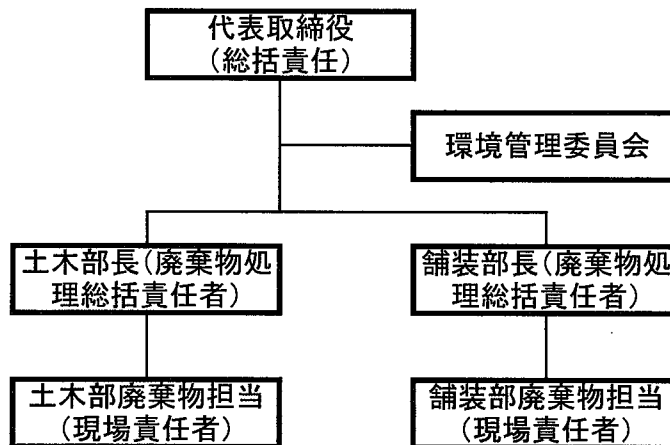 代表取締役
(総括責任)
環境管理委員会
土木部長(廃棄物処
理総括責任者)
舗装部長(廃棄物処
理総括責任者)
土木部廃棄物担当
(現場責任者)
舗装部廃棄物担当
(現場責任者)